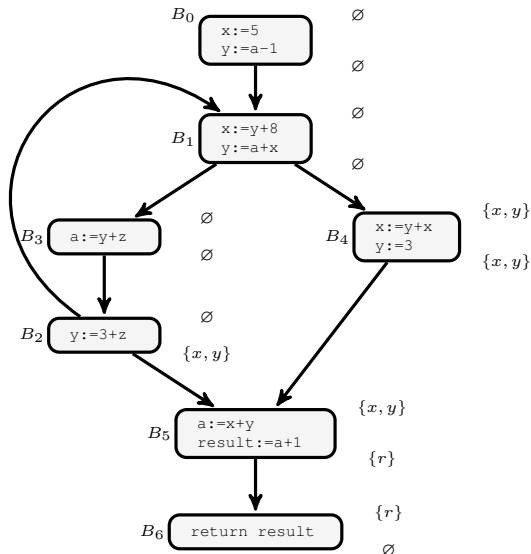 B₀
x:=5
y:=a−1
∅
∅
B₁
x:=y+8
y:=a+x
∅
∅
B₃
a:=y+z
∅
∅
B₄
x:=y+x
y:=3
{x, y}
{x, y}
B₂
y:=3+z
∅
{x, y}
B₅
a:=x+y
result:=a+1
{x, y}
{r}
B₆
return result
{r}
∅